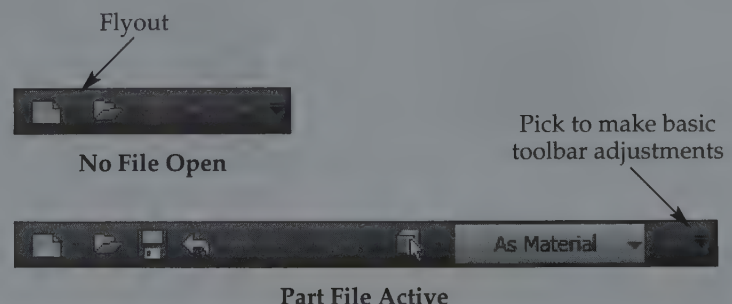 Flyout
No File Open
Pick to make basic
toolbar adjustments
As Material
Part File Active